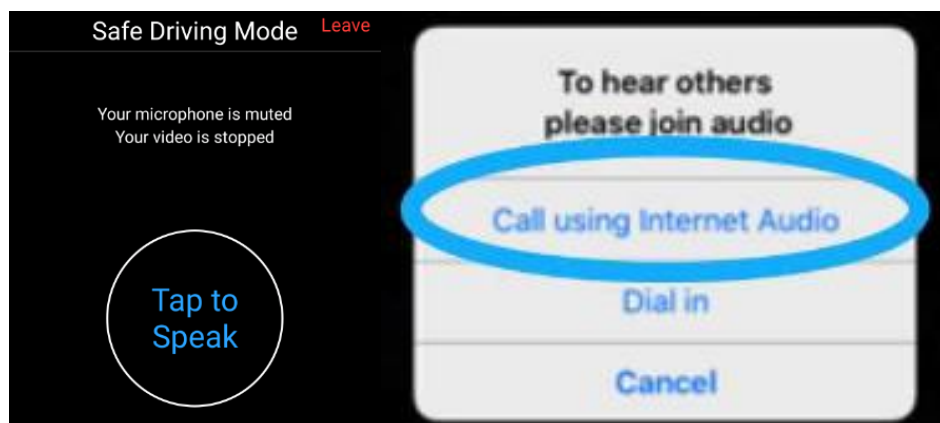 Safe Driving Mode
Leave
Your microphone is muted
Your video is stopped
Tap to
Speak
To hear others
please join audio
Call using Internet Audio
Dial in
Cancel